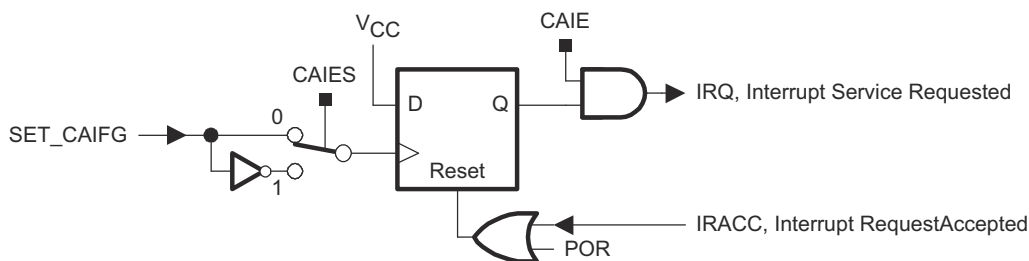 CAIE
VCC
CAIES
D
Q
IRQ, Interrupt Service Requested
0
SET_CAIFG
Reset
1
IRACC, Interrupt RequestAccepted
POR